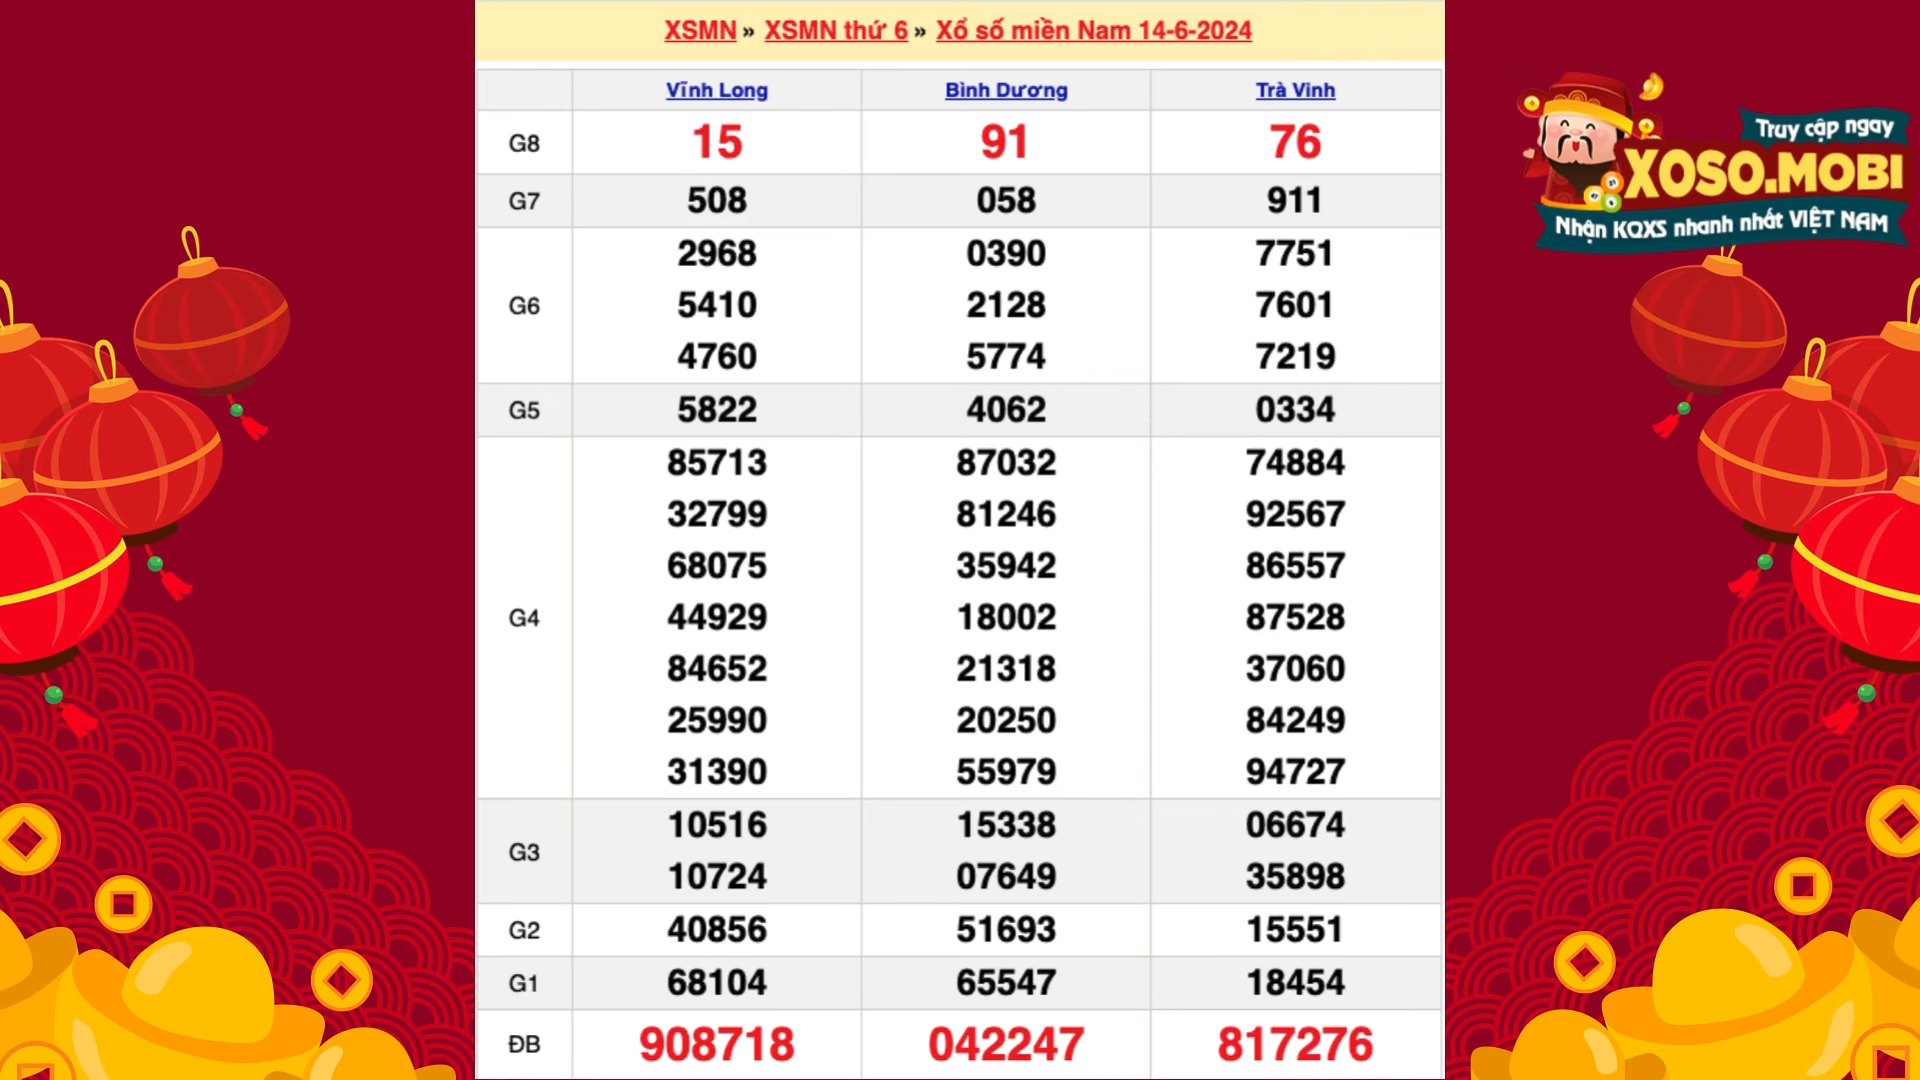 XSMN » XSMN thứ 6 » Xổ số miền Nam 14-6-2024
Vĩnh Long Bình Dương Trà Vinh
G8 15 91 76
G7 508 058 911
G6 2968 0390 7751
5410 2128 7601
4760 5774 7219
G5 5822 4062 0334
G4 85713 87032 74884
32799 81246 92567
68075 35942 86557
44929 18002 87528
84652 21318 37060
25990 20250 84249
31390 55979 94727
G3 10516 15338 06674
10724 07649 35898
G2 40856 51693 15551
G1 68104 65547 18454
ĐB 908718 042247 817276
Truy cập ngay
XOSO.MOBI
Nhận KQXS nhanh nhất VIỆT NAM